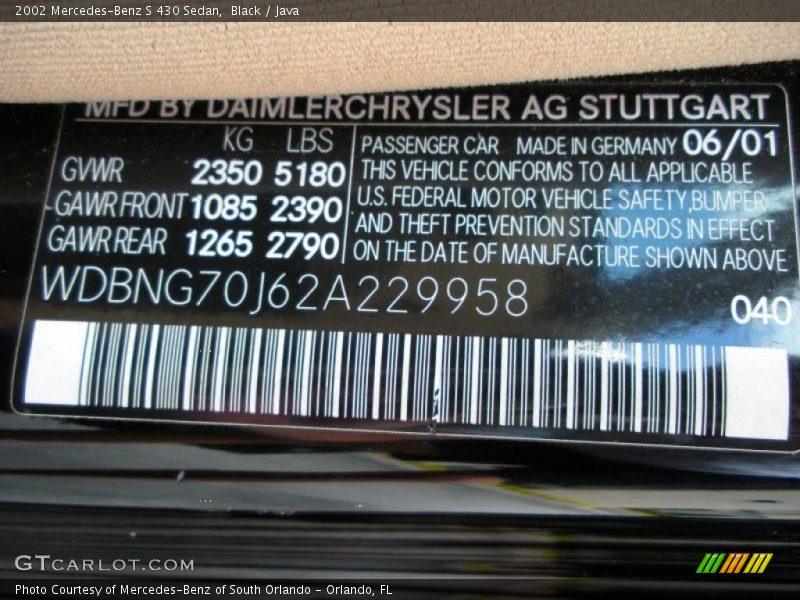 2002 Mercedes-Benz S 430 Sedan, Black / Java
MFD BY DAIMLERCHRYSLER AG STUTTGART
KG LBS
GVWR 2350 5180
GAWR FRONT 1085 2390
GAWR REAR 1265 2790
PASSENGER CAR MADE IN GERMANY 06/01
THIS VEHICLE CONFORMS TO ALL APPLICABLE
U.S. FEDERAL MOTOR VEHICLE SAFETY, BUMPER
AND THEFT PREVENTION STANDARDS IN EFFECT
ON THE DATE OF MANUFACTURE SHOWN ABOVE
WDBNG70J62A229958
040
GTCARLOT.COM
Photo Courtesy of Mercedes-Benz of South Orlando - Orlando, FL